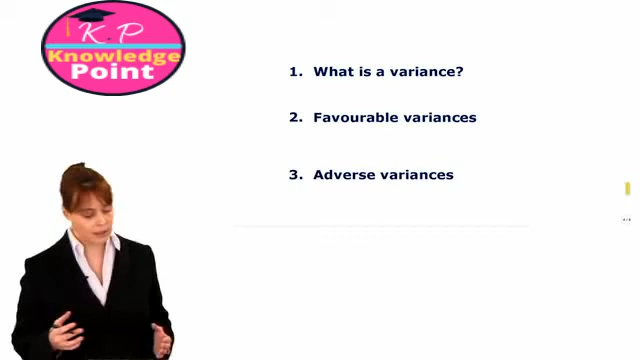 K.P
Knowledge
Point
1. What is a variance?
2. Favourable variances
3. Adverse variances